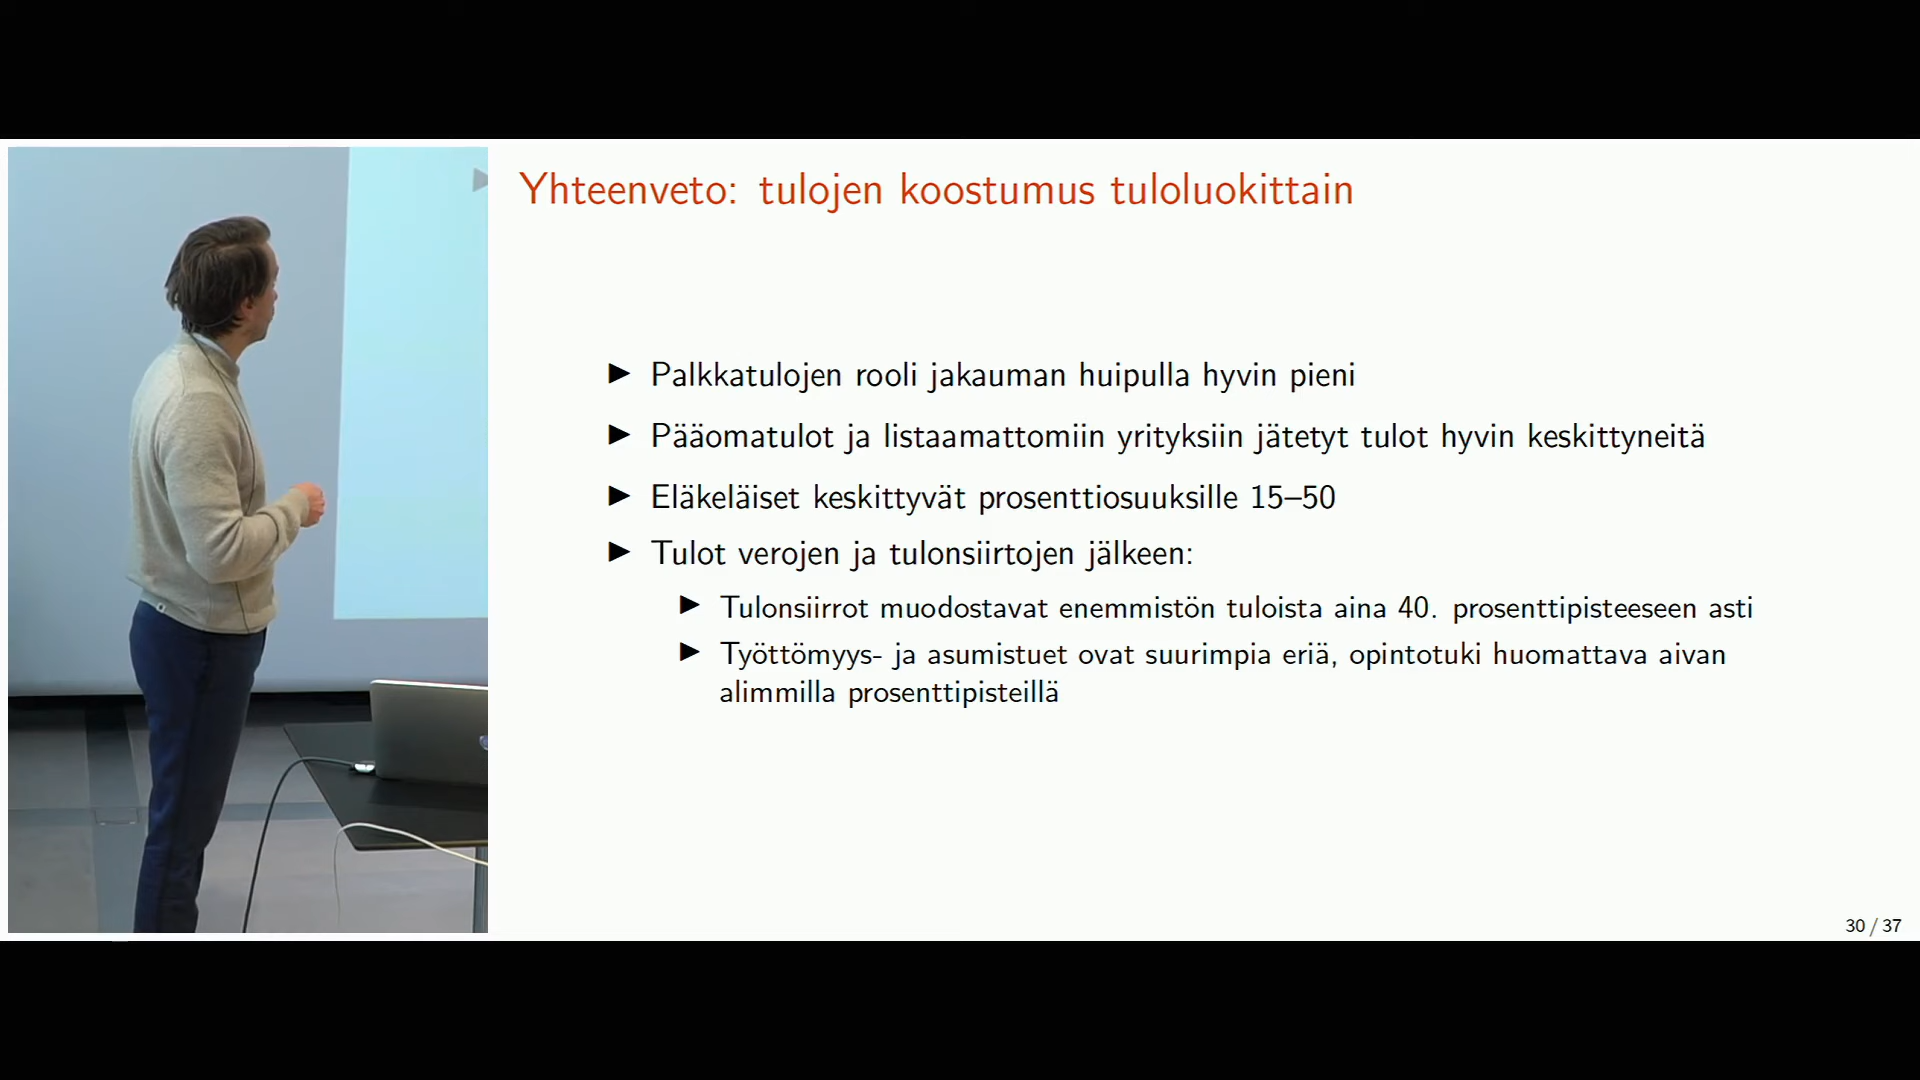 Yhteenveto: tulojen koostumus tuloluokittain
▶ Palkkatulojen rooli jakauman huipulla hyvin pieni
▶ Pääomatulot ja listaamattomiin yrityksiin jätetyt tulot hyvin keskittyneitä
▶ Eläkeläiset keskittyvät prosenttiosuuksille 15–50
▶ Tulot verojen ja tulonsiirtojen jälkeen:
▶ Tulonsiirrot muodostavat enemmistön tuloista aina 40. prosenttipisteeseen asti
▶ Työttömyys- ja asumistuet ovat suurimpia eriä, opintotuki huomattava aivan
alimmilla prosenttipisteillä
30 / 37